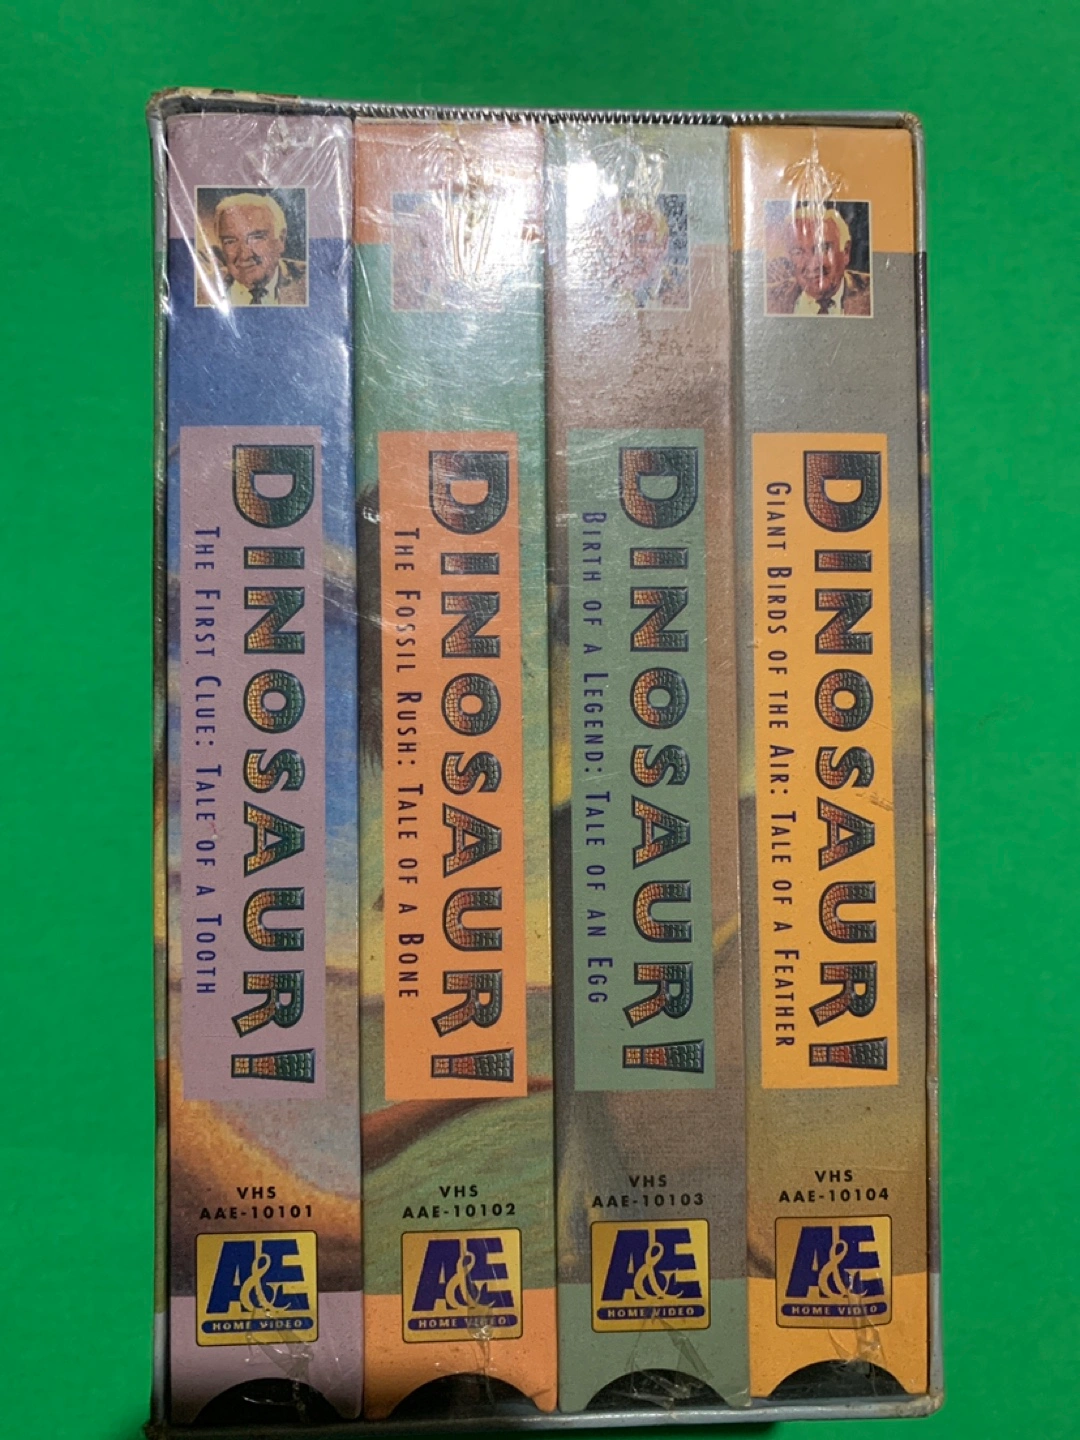 DINOSAUR!
THE FIRST CLUE: TALE OF A TOOTH
VHS
AAE-10101
A&E
HOME VIDEO
DINOSAUR!
THE FOSSIL RUSH: TALE OF A BONE
VHS
AAE-10102
A&E
HOME VIDEO
DINOSAUR!
BIRTH OF A LEGEND: TALE OF AN EGG
VHS
AAE-10103
A&E
HOME VIDEO
DINOSAUR!
GIANT BIRDS OF THE AIR: TALE OF A FEATHER
VHS
AAE-10104
A&E
HOME VIDEO